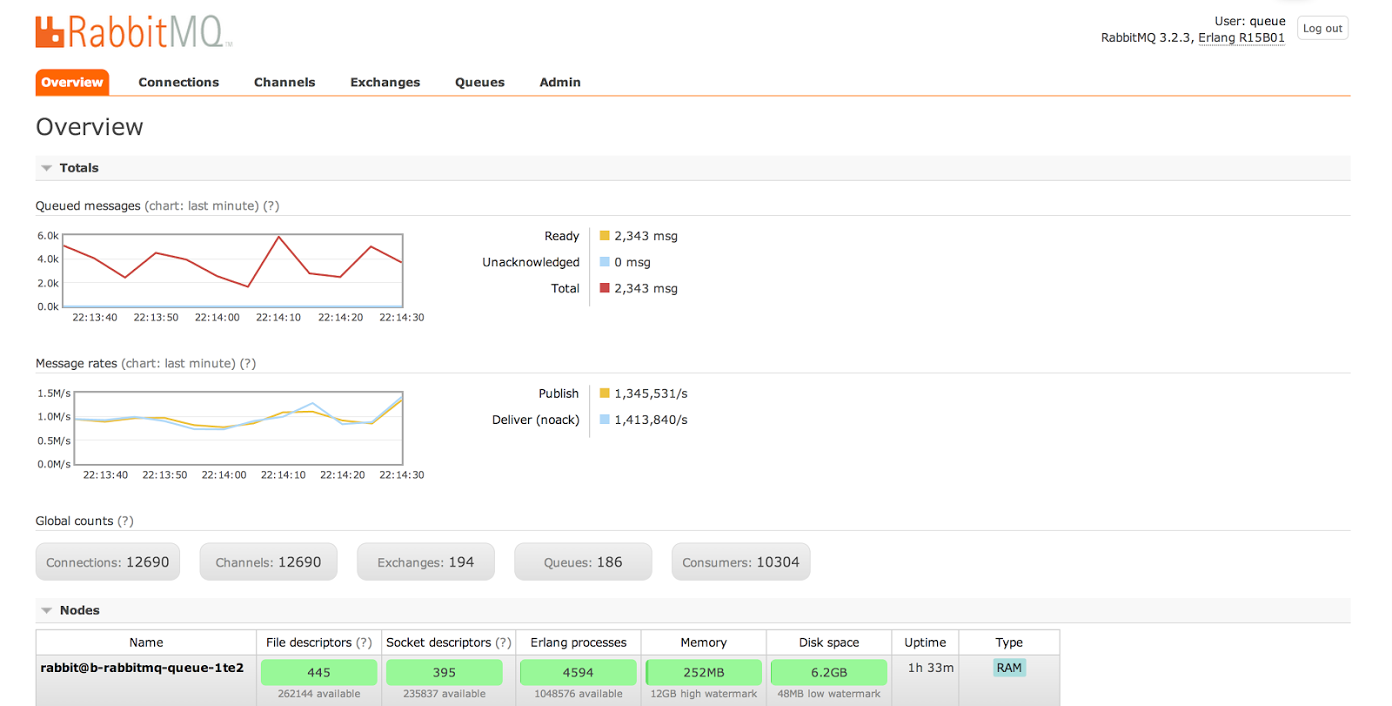 RabbitMQ™
User: queue
RabbitMQ 3.2.3, Erlang R15B01
Log out
Overview Connections Channels Exchanges Queues Admin
Overview
Totals
Queued messages (chart: last minute) (?)
6.0k
4.0k
2.0k
0.0k
22:13:40 22:13:50 22:14:00 22:14:10 22:14:20 22:14:30
Ready 2,343 msg
Unacknowledged 0 msg
Total 2,343 msg
Message rates (chart: last minute) (?)
1.5M/s
1.0M/s
0.5M/s
0.0M/s
22:13:40 22:13:50 22:14:00 22:14:10 22:14:20 22:14:30
Publish 1,345,531/s
Deliver (noack) 1,413,840/s
Global counts (?)
Connections: 12690 Channels: 12690 Exchanges: 194 Queues: 186 Consumers: 10304
Nodes
Name File descriptors (?) Socket descriptors (?) Erlang processes Memory Disk space Uptime Type
rabbit@b-rabbitmq-queue-1te2 445 395 4594 252MB 6.2GB 1h 33m RAM
262144 available 235837 available 1048576 available 12GB high watermark 48MB low watermark